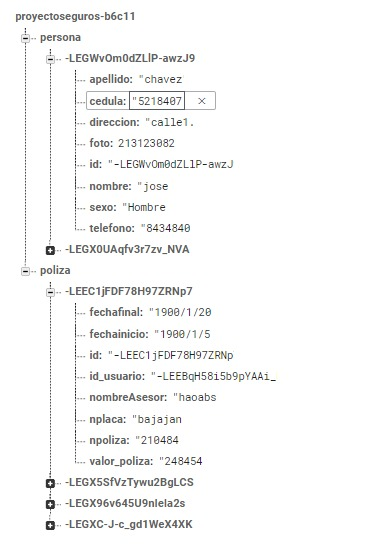 proyectoseguros-b6c11
persona
-LEGWvOm0dZLlP-awzJ9
apellido: "chavez
cedula: "5218407 ×
direccion: "calle1.
foto: 213123082
id: "-LEGWvOm0dZLlP-awzJ
nombre: "jose
sexo: "Hombre
telefono: "8434840
-LEGX0UAqfv3r7zv_NVA
poliza
-LEEC1jFDF78H97ZRNp7
fechafinal: "1900/1/20
fechainicio: "1900/1/5
id: "-LEEC1jFDF78H97ZRNp
id_usuario: "-LEEBqH58i5b9pYAAi_
nombreAsesor: "haoabs
nplaca: "bajajan
npoliza: "210484
valor_poliza: "248454
-LEGX5SfVzTywu2BgLCS
-LEGX96v645U9nIela2s
-LEGXC-J-c_gd1WeX4XK